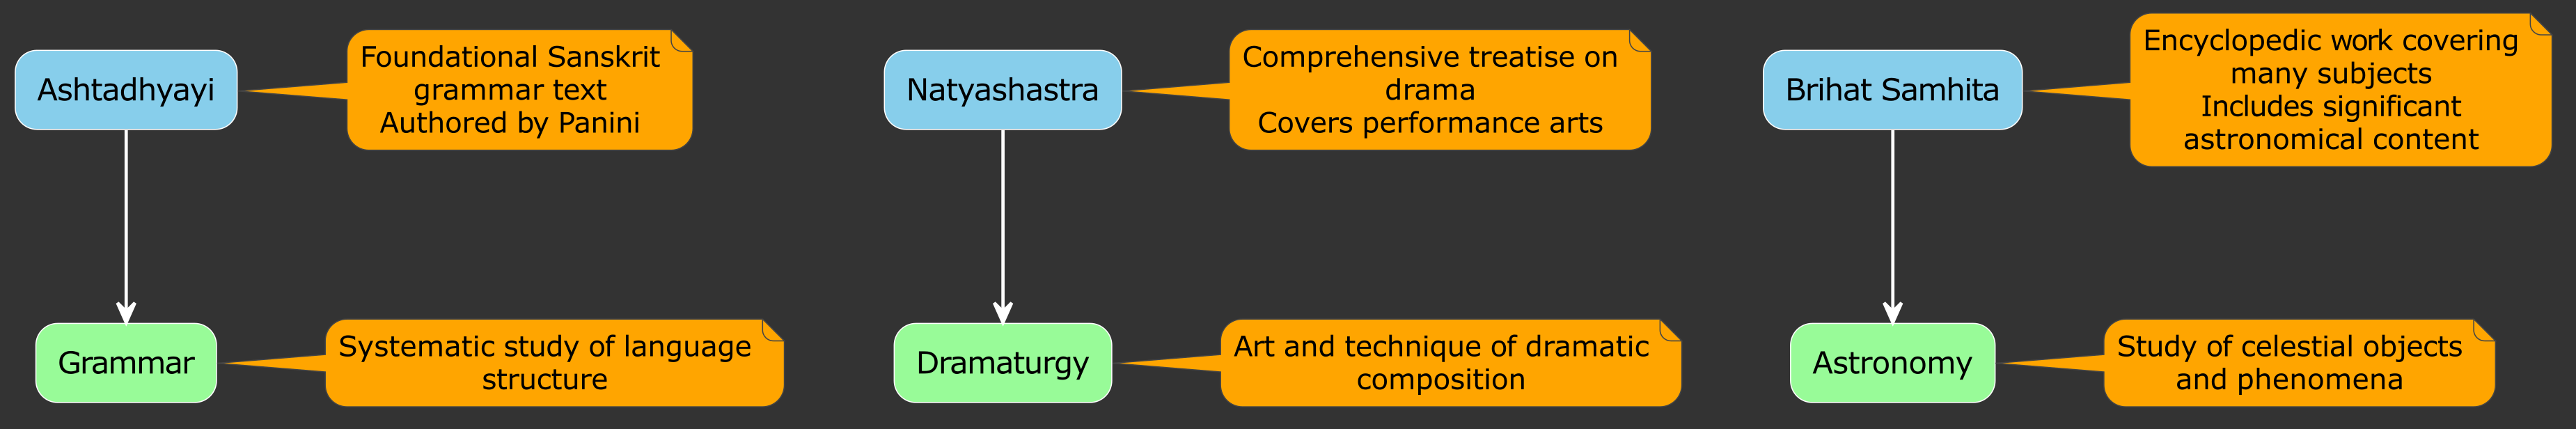 Ashtadhyayi
Foundational Sanskrit
grammar text
Authored by Panini
Natyashastra
Comprehensive treatise on
drama
Covers performance arts
Brihat Samhita
Encyclopedic work covering
many subjects
Includes significant
astronomical content
Grammar
Systematic study of language
structure
Dramaturgy
Art and technique of dramatic
composition
Astronomy
Study of celestial objects
and phenomena